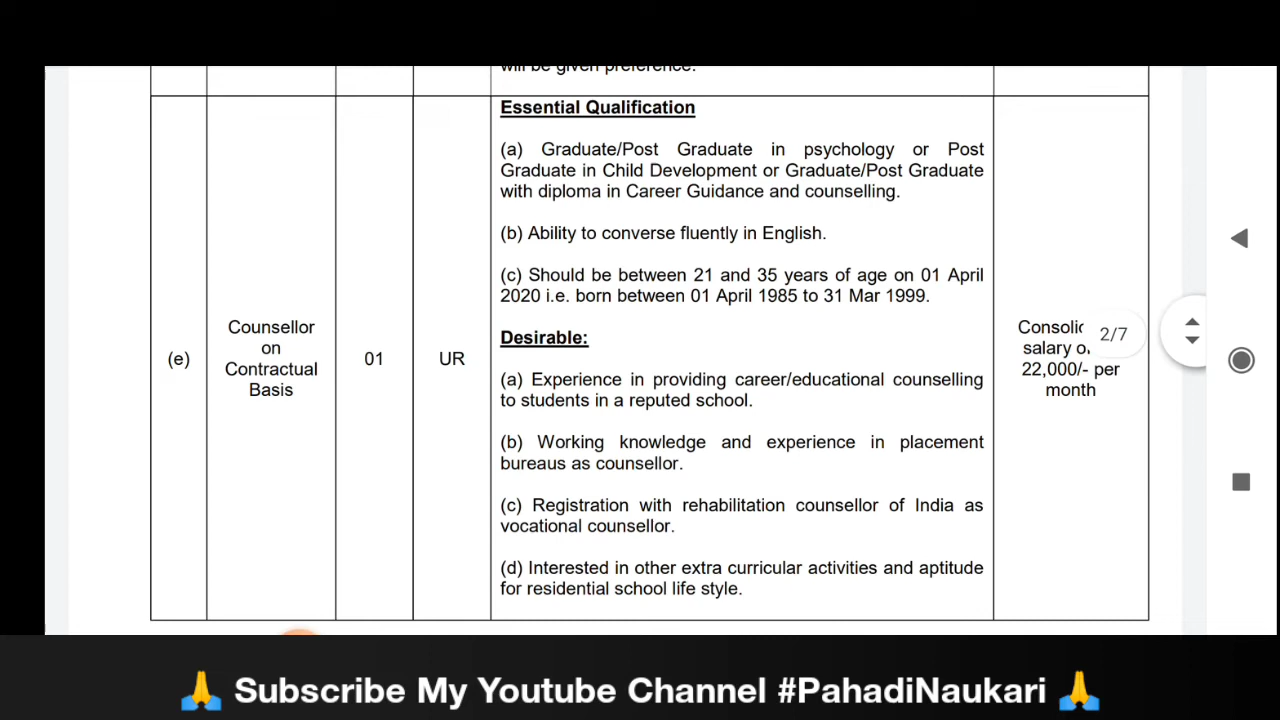 will be given preference.
Essential Qualification
(a) Graduate/Post Graduate in psychology or Post
Graduate in Child Development or Graduate/Post Graduate
with diploma in Career Guidance and counselling.
(b) Ability to converse fluently in English.
(c) Should be between 21 and 35 years of age on 01 April
2020 i.e. born between 01 April 1985 to 31 Mar 1999.
(e)
Counsellor
on
Contractual
Basis
01
UR
Desirable:
(a) Experience in providing career/educational counselling
to students in a reputed school.
(b) Working knowledge and experience in placement
bureaus as counsellor.
(c) Registration with rehabilitation counsellor of India as
vocational counsellor.
(d) Interested in other extra curricular activities and aptitude
for residential school life style.
salary
22,000/- per
month
2/7
🙏 Subscribe My Youtube Channel #PahadiNaukari 🙏